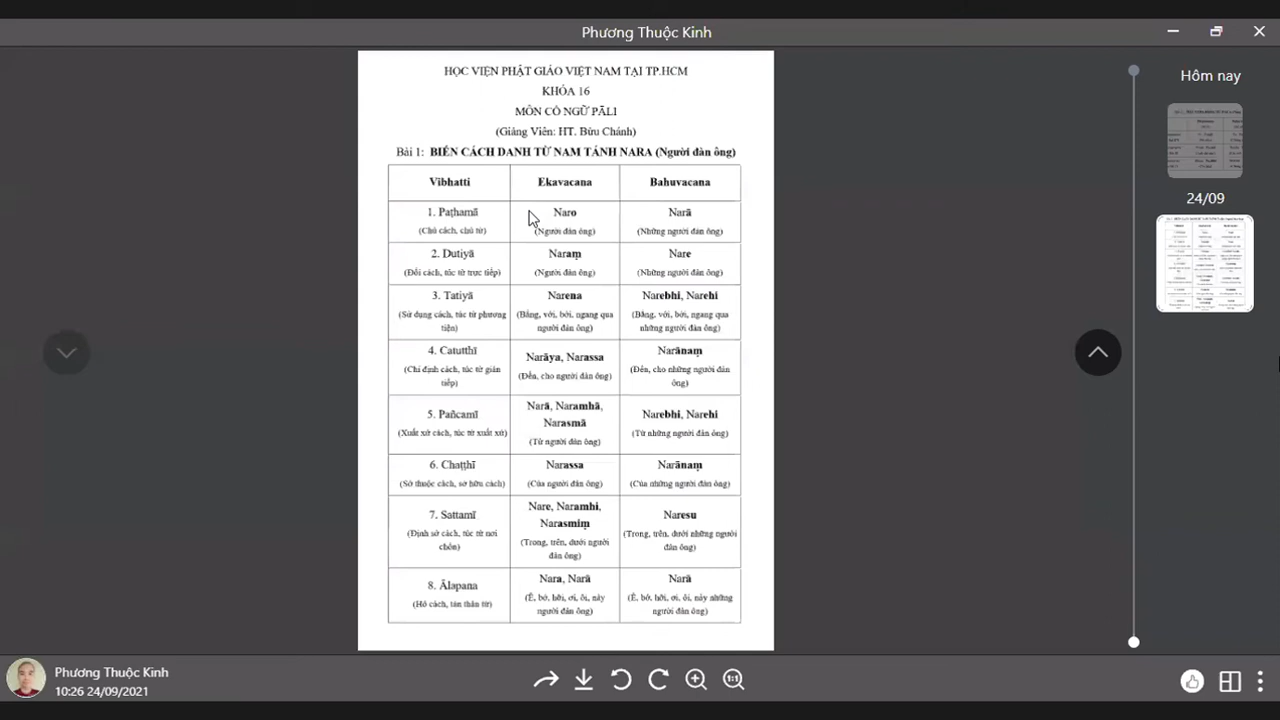 Phương Thuộc Kinh
HỌC VIỆN PHẬT GIÁO VIỆT NAM TẠI TP.HCM
KHÓA 16
MÔN CỔ NGỮ PĀLI
(Giảng Viên: HT. Bửu Chánh)
Bài 1: BIẾN CÁCH DANH TỪ NAM TÁNH NARA (Người đàn ông)
Vibhatti Ekavacana Bahuvacana
1. Paṭhamā Naro Narā
(Chủ cách, chủ từ) (Người đàn ông) (Những người đàn ông)
2. Dutiyā Naraṃ Nare
(Đối cách, túc từ trực tiếp) (Người đàn ông) (Những người đàn ông)
3. Tatiyā Narena Narebhi, Narehi
(Sử dụng cách, túc từ phương tiện) (Bằng, với, bởi, ngang qua người đàn ông) (Bằng, với, bởi, ngang qua những người đàn ông)
4. Catutthī Narāya, Narassa Narānaṃ
(Chỉ định cách, túc từ gián tiếp) (Đến, cho người đàn ông) (Đến, cho những người đàn ông)
5. Pañcamī Narā, Naramhā, Narasmā Narebhi, Narehi
(Xuất xứ cách, túc từ xuất xứ) (Từ người đàn ông) (Từ những người đàn ông)
6. Chaṭṭhī Narassa Narānaṃ
(Sở thuộc cách, sở hữu cách) (Của người đàn ông) (Của những người đàn ông)
7. Sattamī Nare, Naramhi, Narasmiṃ Naresu
(Định sở cách, túc từ nơi chốn) (Trong, trên, dưới người đàn ông) (Trong, trên, dưới những người đàn ông)
8. Ālapana Nara, Narā Narā
(Hô cách, tán thán từ) (Ê, bớ, hỡi, ơi, ôi, này người đàn ông) (Ê, bớ, hỡi, ơi, ôi, này những người đàn ông)
Hôm nay
24/09
Phương Thuộc Kinh
10:26 24/09/2021
1:1